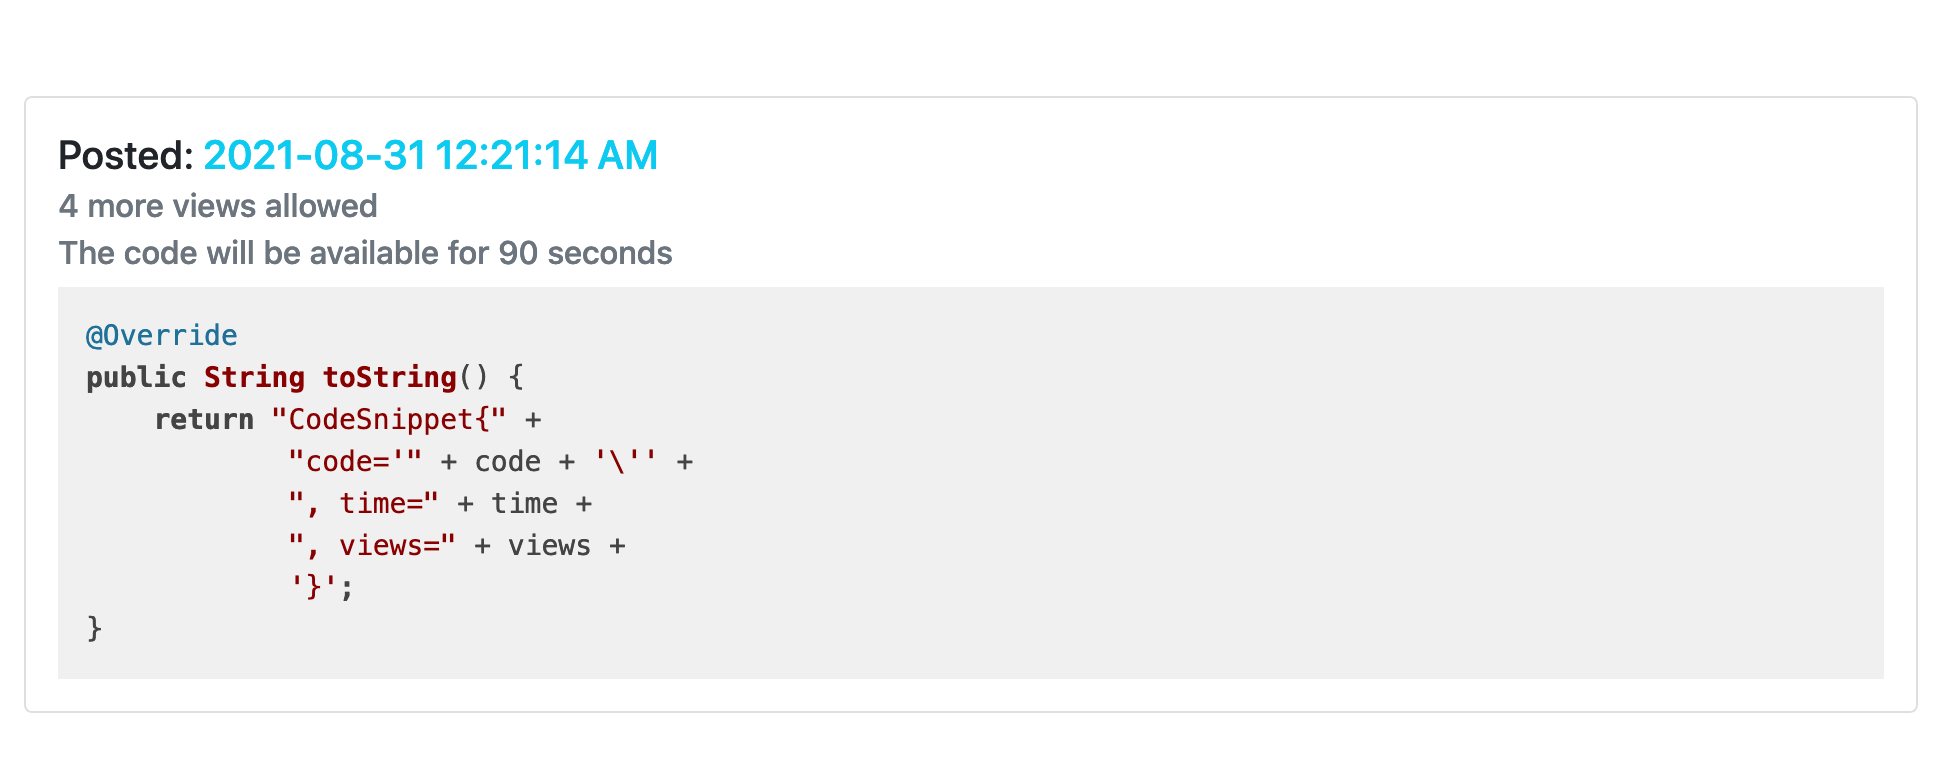 Posted: 2021-08-31 12:21:14 AM
4 more views allowed
The code will be available for 90 seconds
@Override
public String toString() {
    return "CodeSnippet{" +
            "code='" + code + '\'' +
            ", time=" + time +
            ", views=" + views +
            '}';
}